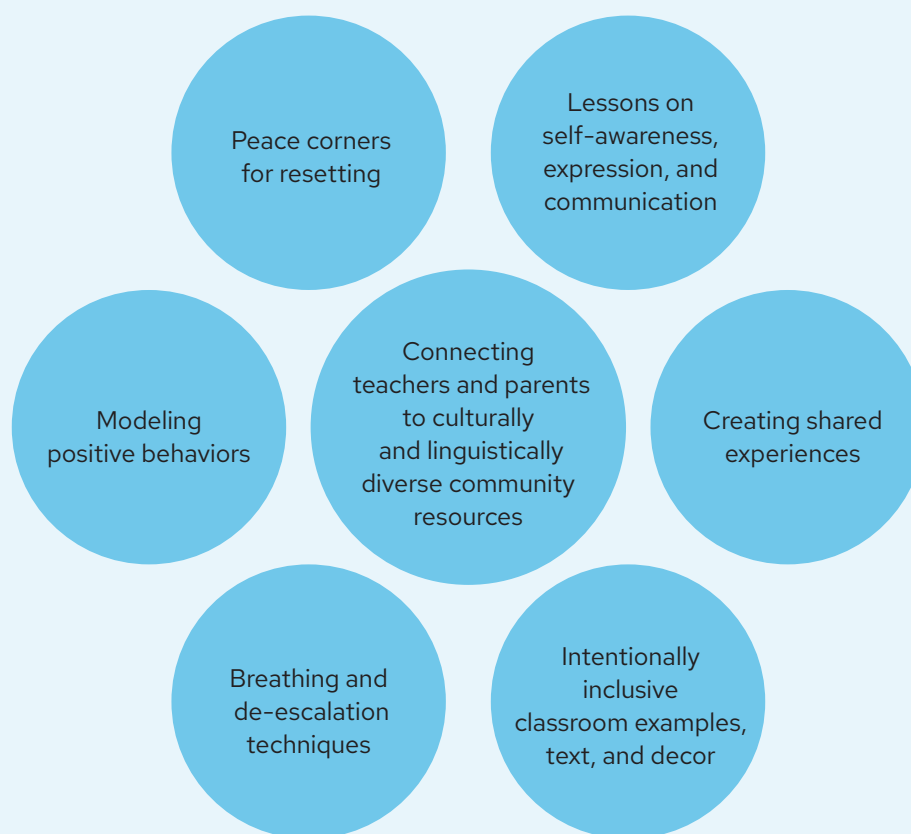 Peace corners
for resetting
Lessons on
self-awareness,
expression, and
communication
Modeling
positive behaviors
Connecting
teachers and parents
to culturally
and linguistically
diverse community
resources
Creating shared
experiences
Breathing and
de-escalation
techniques
Intentionally
inclusive
classroom examples,
text, and decor